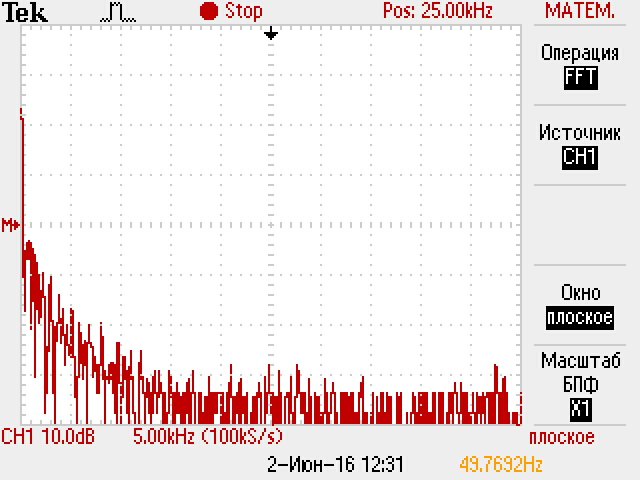 Tek Stop Pos: 25.00kHz МАТЕМ.
Операция
FFT
Источник
CH1
M
Окно
плоское
Масштаб
БПФ
X1
CH1 10.0dB 5.00kHz (100kS/s) плоское
2-Июн-16 12:31 49.7692Hz